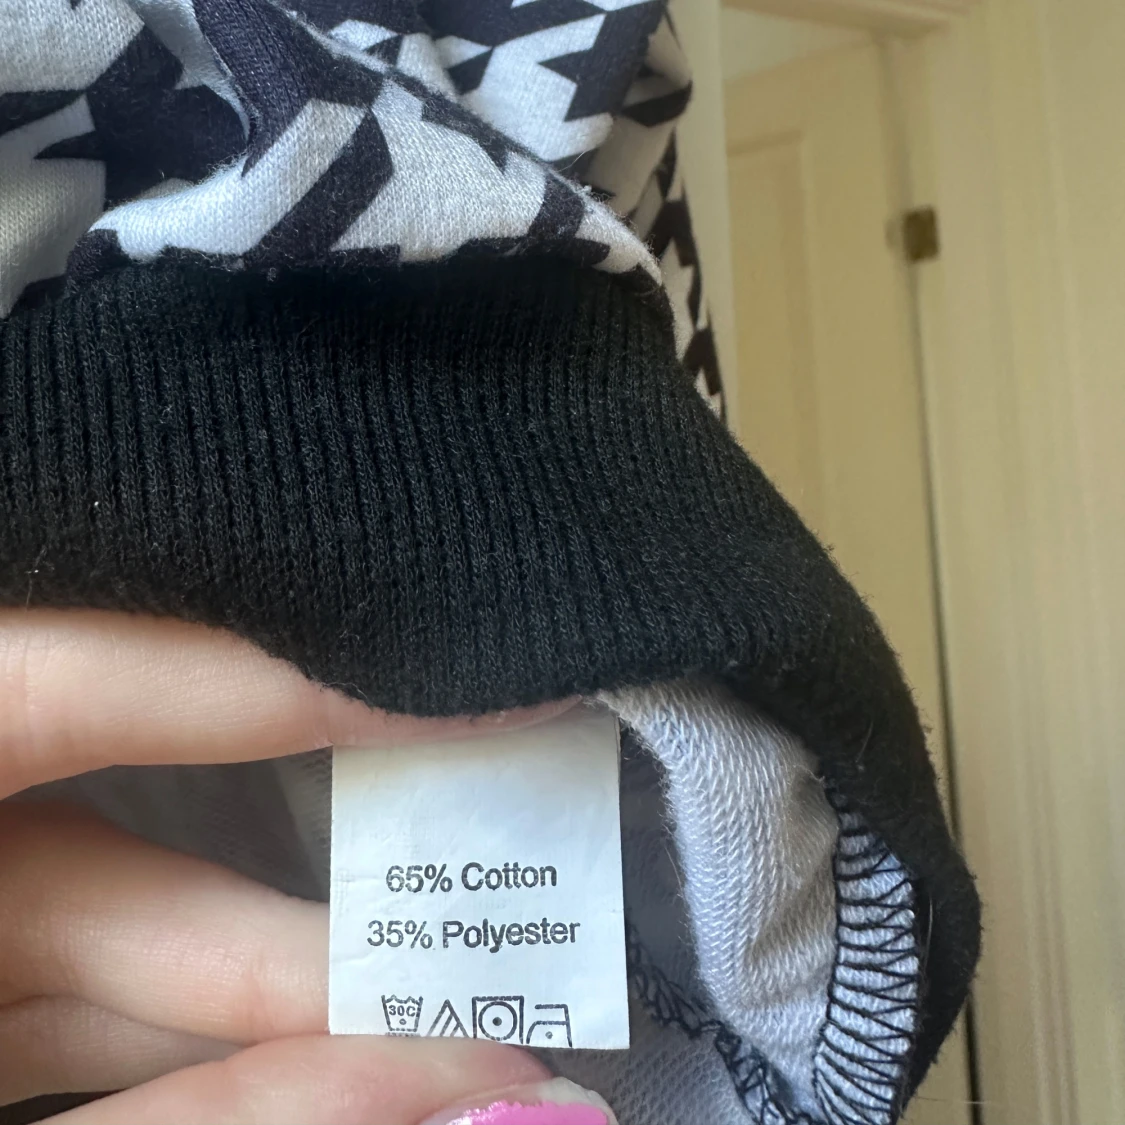 65% Cotton
35% Polyester
30C